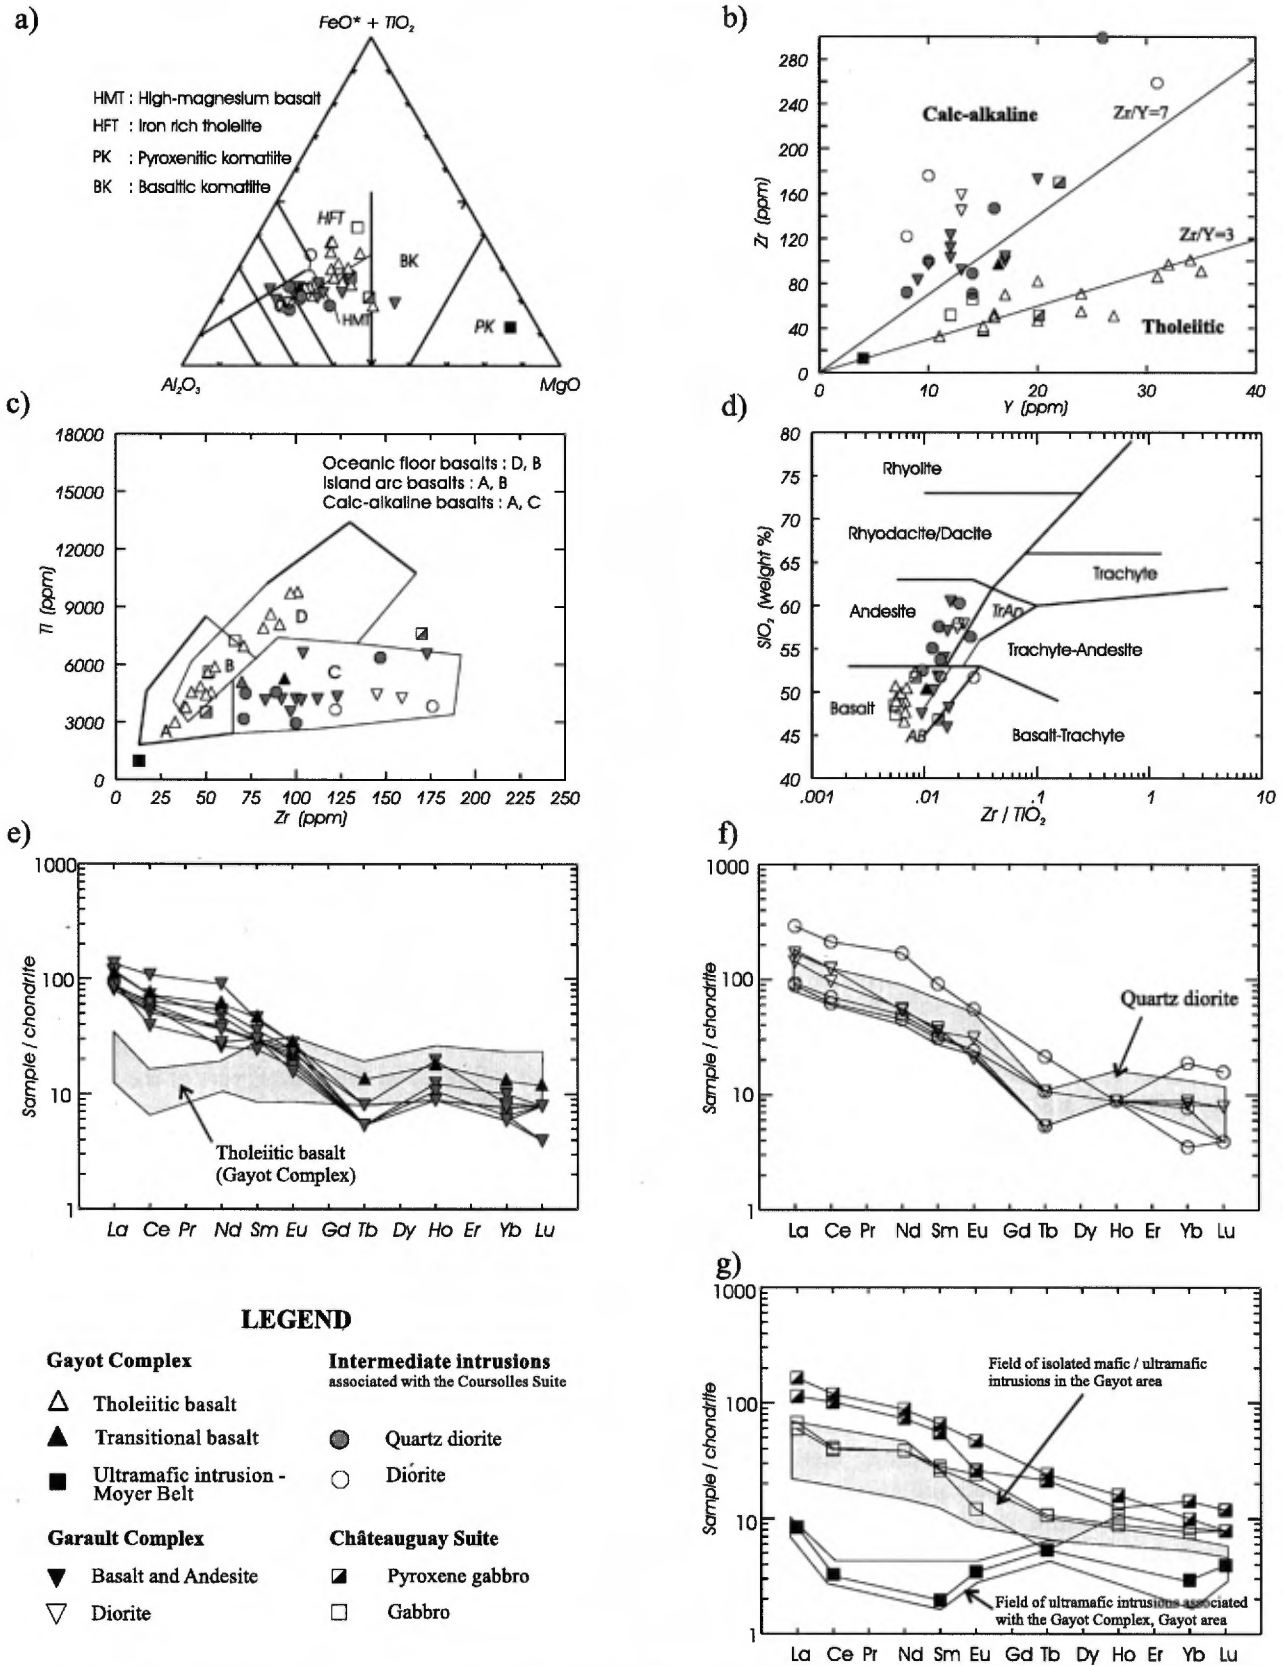 a)
FeO* + TiO₂
HMT : High-magnesium basalt
HFT : Iron rich tholeiite
PK : Pyroxenitic komatiite
BK : Basaltic komatiite
HFT
BK
HMT
PK
Al₂O₃
MgO
b)
280
240
200
160
120
80
40
0
Zr (ppm)
Calc-alkaline
Zr/Y=7
Zr/Y=3
Tholeiitic
0 10 20 30 40
Y (ppm)
c)
18000
15000
12000
9000
6000
3000
0
Ti (ppm)
Oceanic floor basalts : D, B
Island arc basalts : A, B
Calc-alkaline basalts : A, C
D
B
C
A
0 25 50 75 100 125 150 175 200 225 250
Zr (ppm)
d)
80
75
70
65
60
55
50
45
40
SiO₂ (weight %)
Rhyolite
Rhyodacite/Dacite
Trachyte
Andesite
TrAn
Trachyte-Andesite
Basalt
AB
Basalt-Trachyte
.001 .01 .1 1 10
Zr / TiO₂
e)
1000
100
10
1
Sample / chondrite
Tholeiitic basalt
(Gayot Complex)
La Ce Pr Nd Sm Eu Gd Tb Dy Ho Er Yb Lu
f)
1000
100
10
1
Sample / chondrite
Quartz diorite
La Ce Pr Nd Sm Eu Gd Tb Dy Ho Er Yb Lu
g)
1000
100
10
1
Sample / chondrite
Field of isolated mafic / ultramafic
intrusions in the Gayot area
Field of ultramafic intrusions associated
with the Gayot Complex, Gayot area
La Ce Pr Nd Sm Eu Gd Tb Dy Ho Er Yb Lu
LEGEND
Gayot Complex
Tholeiitic basalt
Transitional basalt
Ultramafic intrusion -
Moyer Belt
Intermediate intrusions
associated with the Coursolles Suite
Quartz diorite
Diorite
Garault Complex
Basalt and Andesite
Diorite
Châteauguay Suite
Pyroxene gabbro
Gabbro